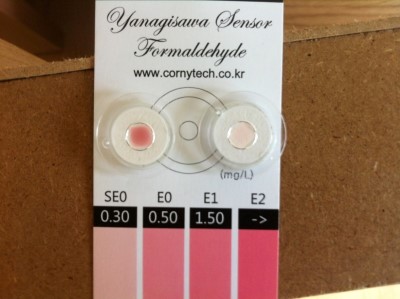 Yanagisawa Sensor
Formaldehyde
www.cornytech.co.kr
(mg/L)
SE0 E0 E1 E2
0.30 0.50 1.50 ->